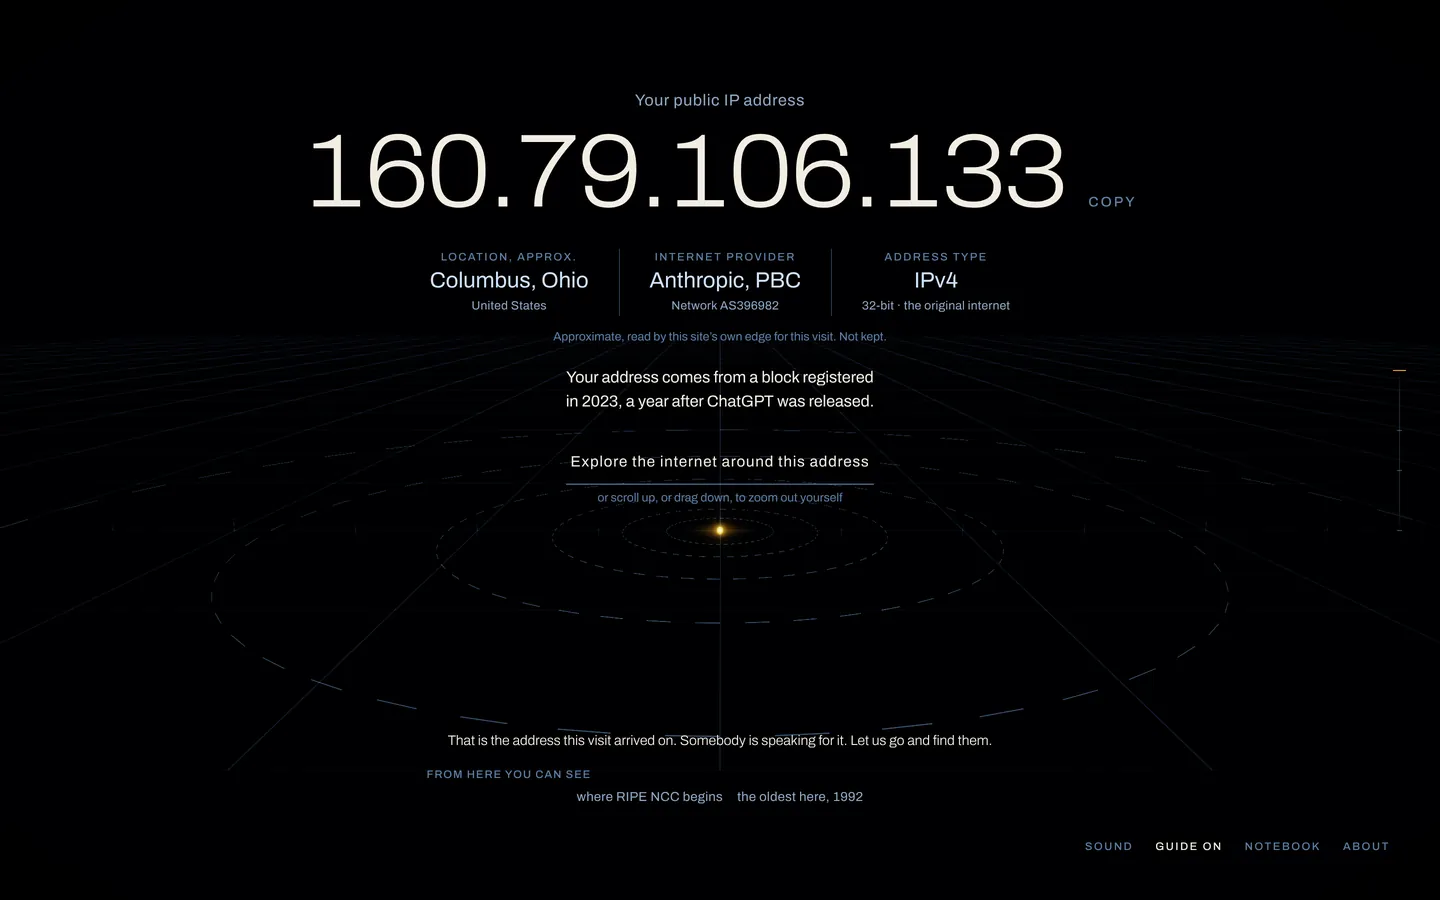 Your public IP address
160.79.106.133
COPY
LOCATION, APPROX.
Columbus, Ohio
United States
INTERNET PROVIDER
Anthropic, PBC
Network AS396982
ADDRESS TYPE
IPv4
32-bit · the original internet
Approximate, read by this site’s own edge for this visit. Not kept.
Your address comes from a block registered
in 2023, a year after ChatGPT was released.
Explore the internet around this address
or scroll up, or drag down, to zoom out yourself
That is the address this visit arrived on. Somebody is speaking for it. Let us go and find them.
FROM HERE YOU CAN SEE
where RIPE NCC begins the oldest here, 1992
SOUND GUIDE ON NOTEBOOK ABOUT